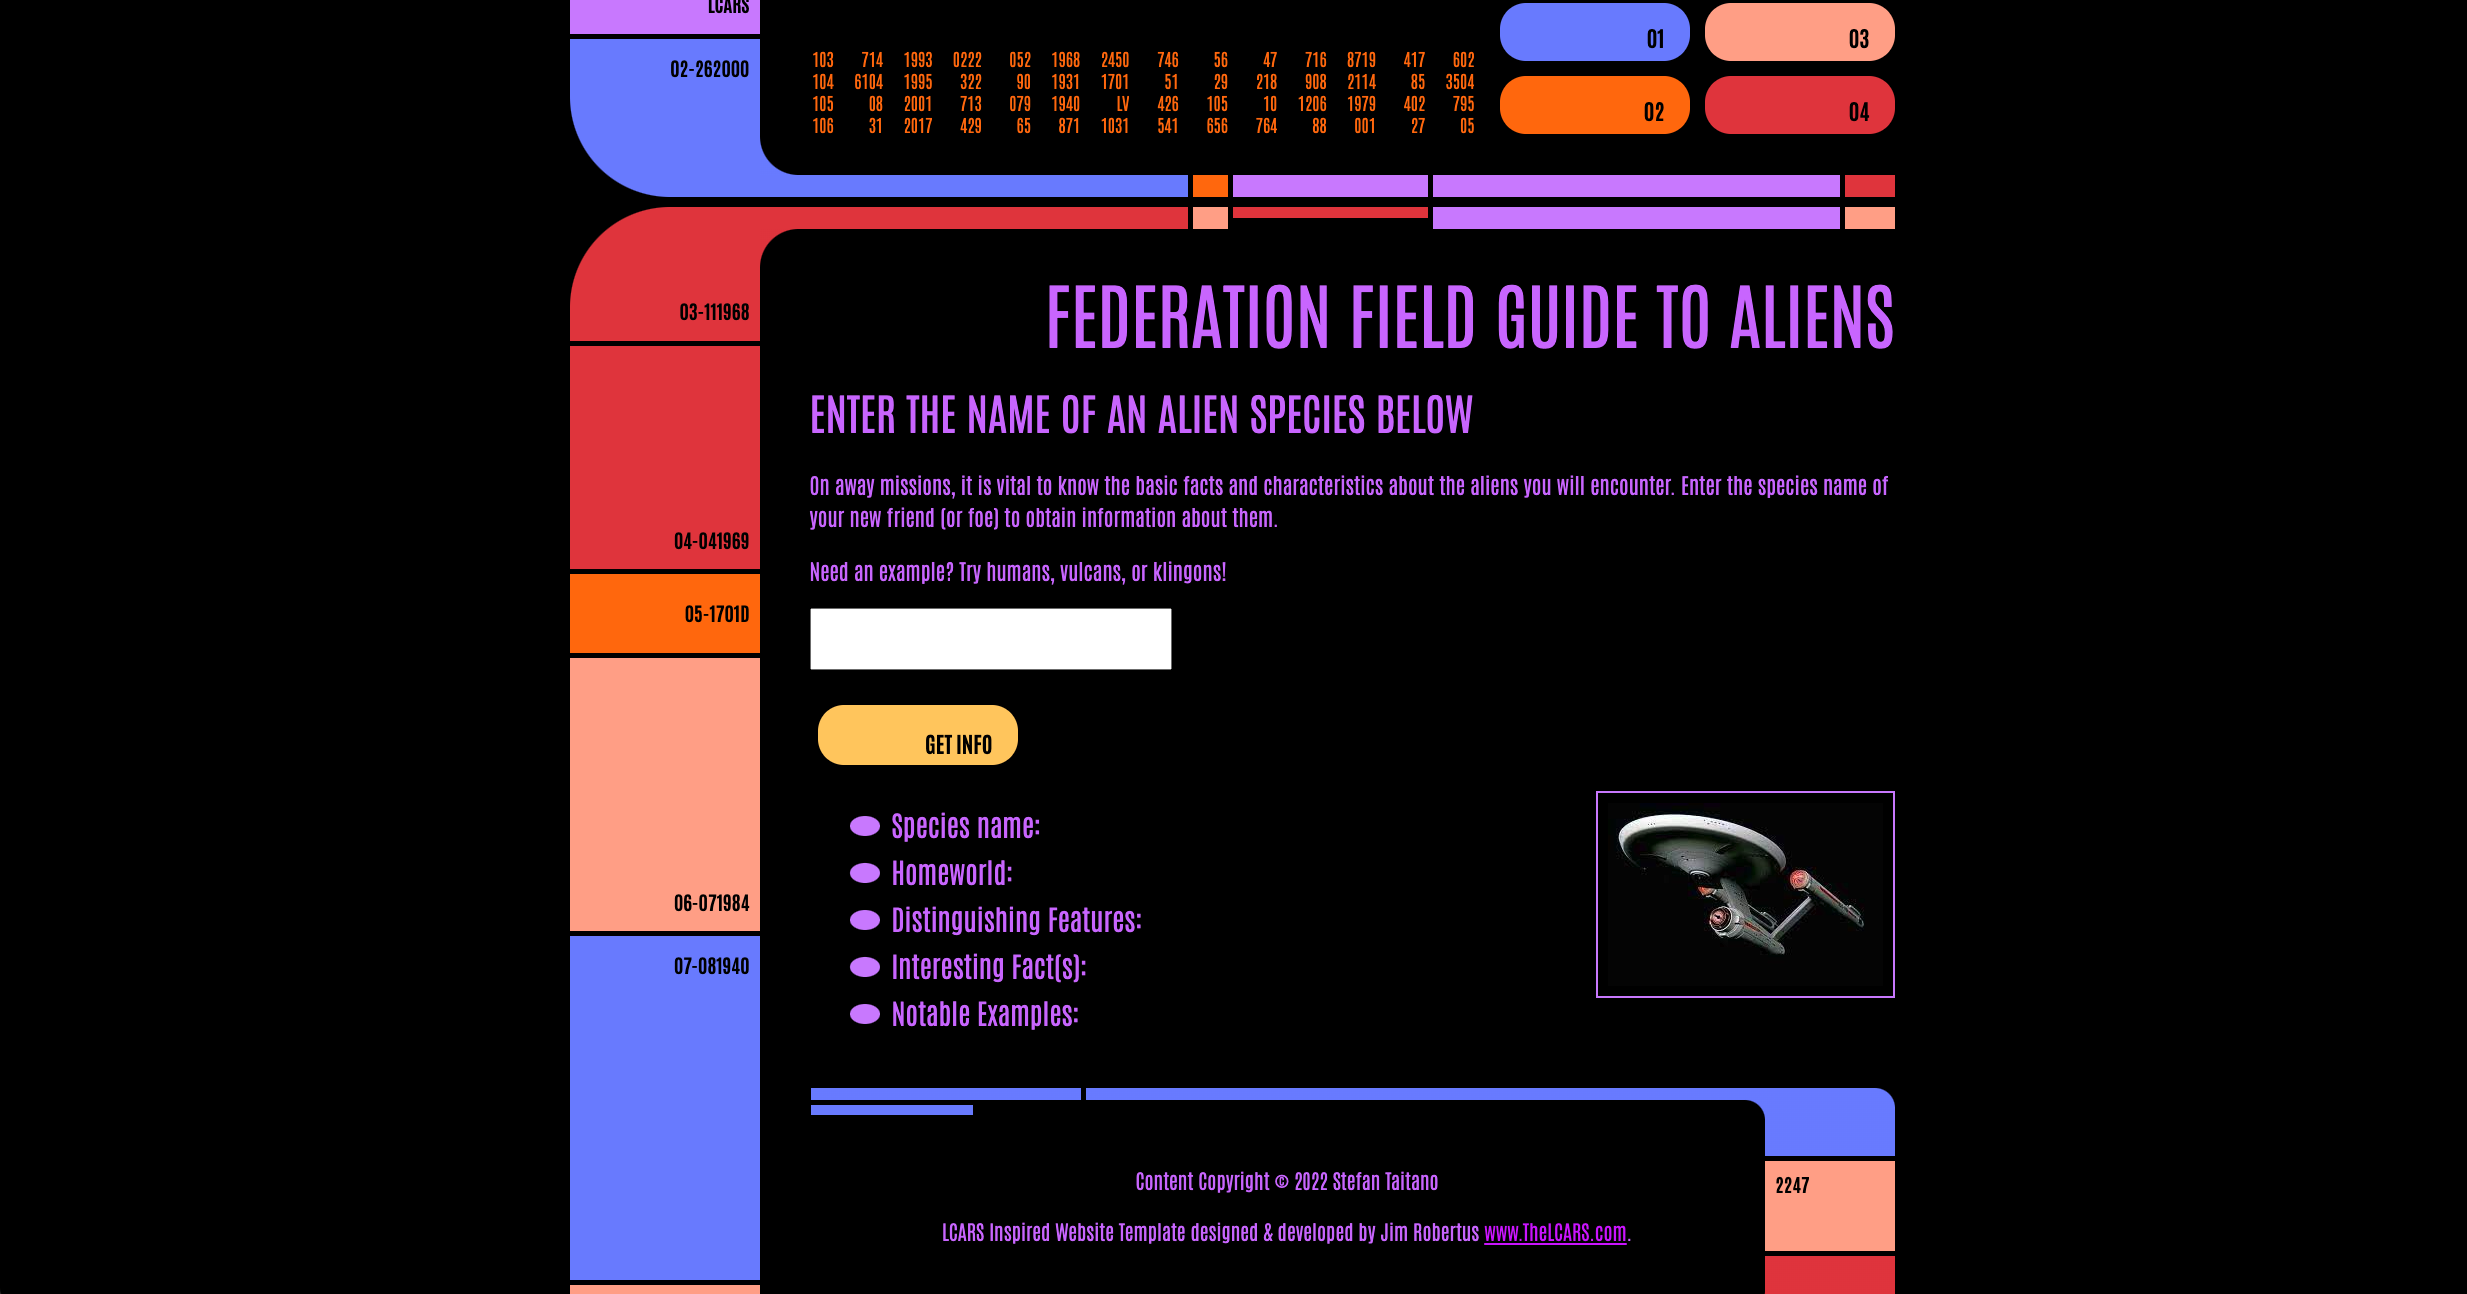 LCARS
02-262000
103 714 1993 0222 052 1968 2450 746 56 47 716 8719 417 602
104 6104 1995 322 90 1931 1701 51 29 218 908 2114 85 3504
105 08 2001 713 079 1940 LV 426 105 10 1206 1979 402 795
106 31 2017 429 65 871 1031 541 656 764 88 001 27 05
01
03
02
04
03-111968
04-041969
05-1701D
06-071984
07-081940
FEDERATION FIELD GUIDE TO ALIENS
ENTER THE NAME OF AN ALIEN SPECIES BELOW
On away missions, it is vital to know the basic facts and characteristics about the aliens you will encounter. Enter the species name of
your new friend (or foe) to obtain information about them.
Need an example? Try humans, vulcans, or klingons!
GET INFO
Species name:
Homeworld:
Distinguishing Features:
Interesting Fact(s):
Notable Examples:
Content Copyright © 2022 Stefan Taitano
LCARS Inspired Website Template designed & developed by Jim Robertus www.TheLCARS.com.
2247